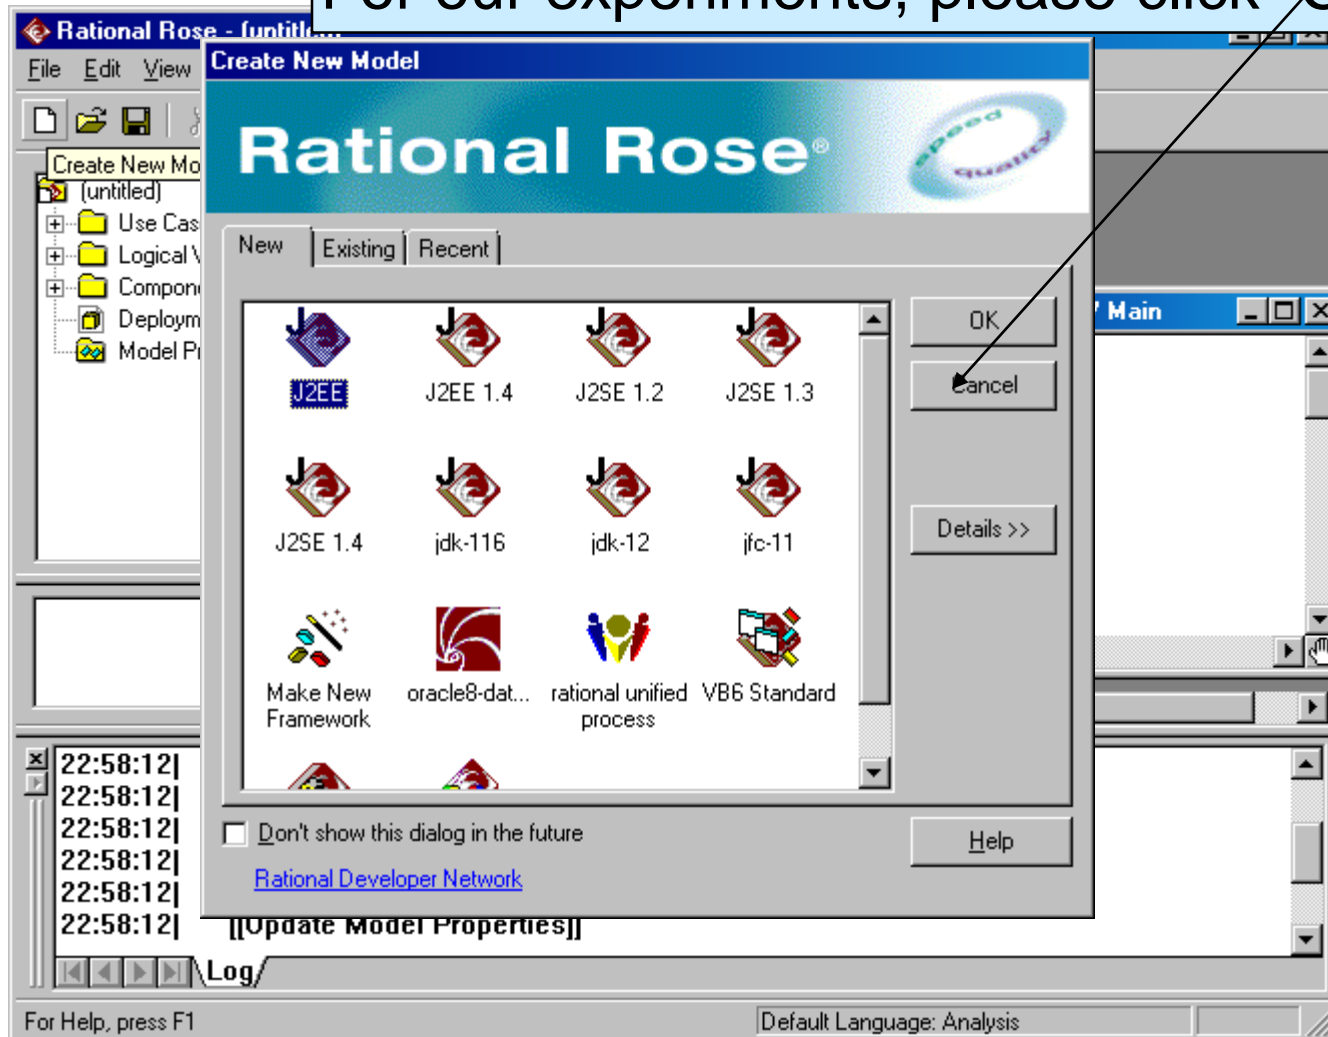 For our experiments, please click
Rational Rose - (untitled)
Create New Model
File Edit View
Rational Rose®
speed
quality
Create New Mo
(untitled)
Use Cas
Logical V
Compon
Deploym
Model Pr
New Existing Recent
OK
Cancel
Details >>
J2EE J2EE 1.4 J2SE 1.2 J2SE 1.3
J2SE 1.4 jdk-116 jdk-12 jfc-11
Make New Framework oracle8-dat... rational unified process VB6 Standard
Main
Don't show this dialog in the future
Help
Rational Developer Network
22:58:12|
22:58:12|
22:58:12|
22:58:12|
22:58:12|
22:58:12| [[Update Model Properties]]
Log
For Help, press F1
Default Language: Analysis